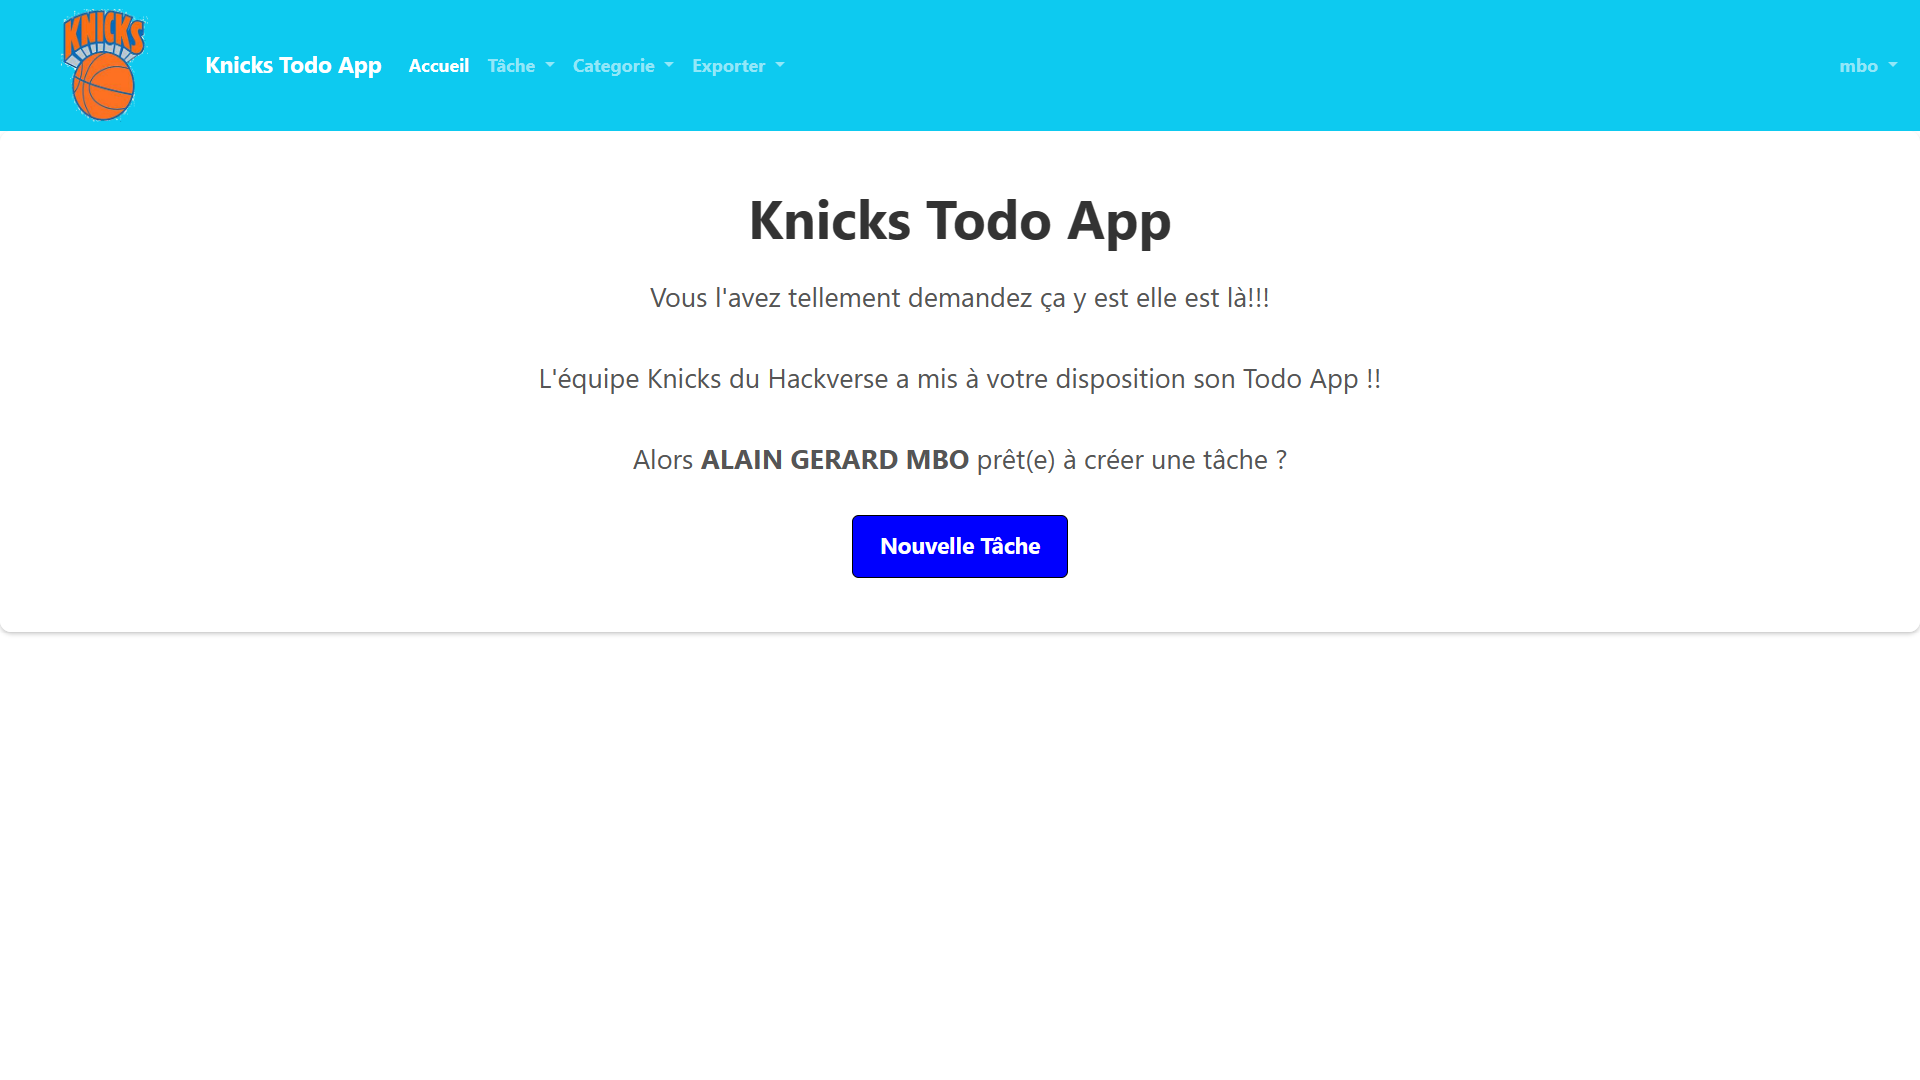 KNICKS
Knicks Todo App
Accueil
Tâche
Categorie
Exporter
mbo
Knicks Todo App
Vous l'avez tellement demandez ça y est elle est là!!!
L'équipe Knicks du Hackverse a mis à votre disposition son Todo App !!
Alors ALAIN GERARD MBO prêt(e) à créer une tâche ?
Nouvelle Tâche